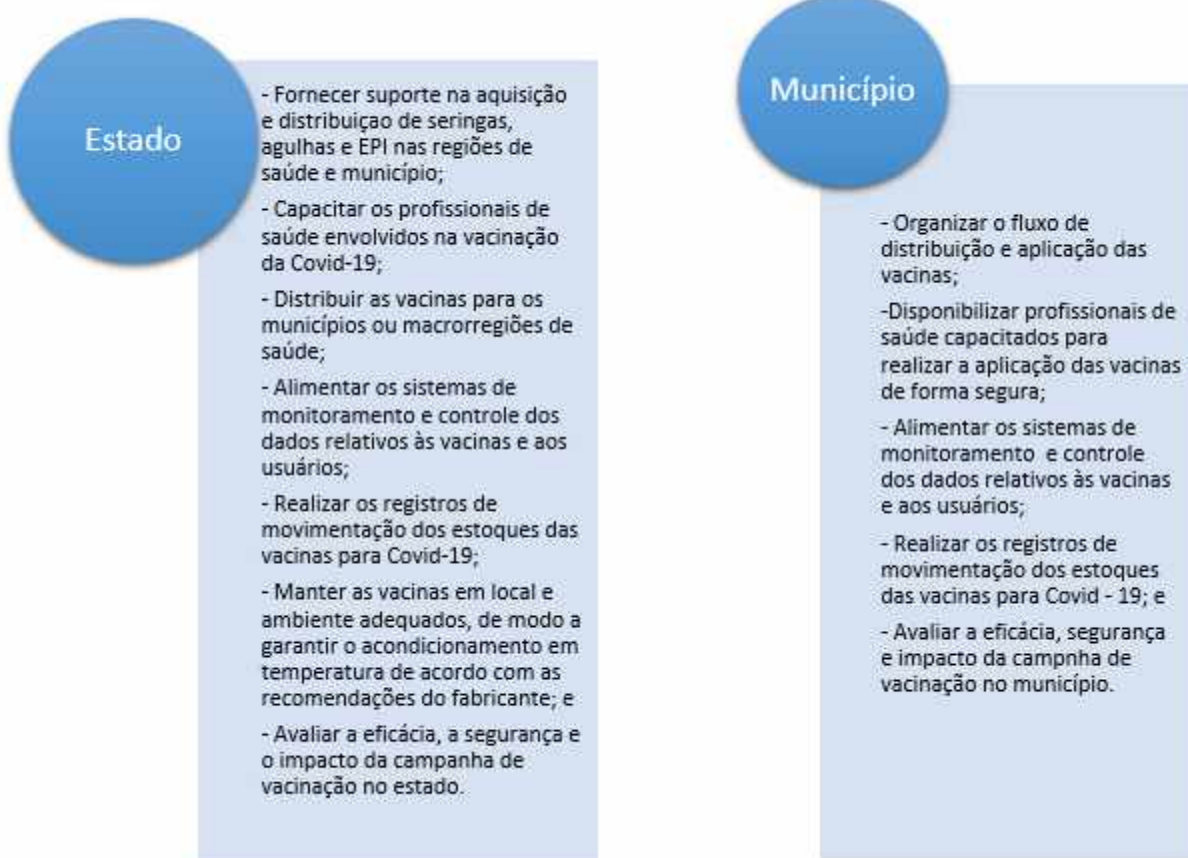 Estado
- Fornecer suporte na aquisição
e distribuiçao de seringas,
agulhas e EPI nas regiões de
saúde e município;
- Capacitar os profissionais de
saúde envolvidos na vacinação
da Covid-19;
- Distribuir as vacinas para os
municípios ou macrorregiões de
saúde;
- Alimentar os sistemas de
monitoramento e controle dos
dados relativos às vacinas e aos
usuários;
- Realizar os registros de
movimentação dos estoques das
vacinas para Covid-19;
- Manter as vacinas em local e
ambiente adequados, de modo a
garantir o acondicionamento em
temperatura de acordo com as
recomendações do fabricante; e
- Avaliar a eficácia, a segurança e
o impacto da campanha de
vacinação no estado.
Município
- Organizar o fluxo de
distribuição e aplicação das
vacinas;
-Disponibilizar profissionais de
saúde capacitados para
realizar a aplicação das vacinas
de forma segura;
- Alimentar os sistemas de
monitoramento e controle
dos dados relativos às vacinas
e aos usuários;
- Realizar os registros de
movimentação dos estoques
das vacinas para Covid - 19; e
- Avaliar a eficácia, segurança
e impacto da campnha de
vacinação no município.